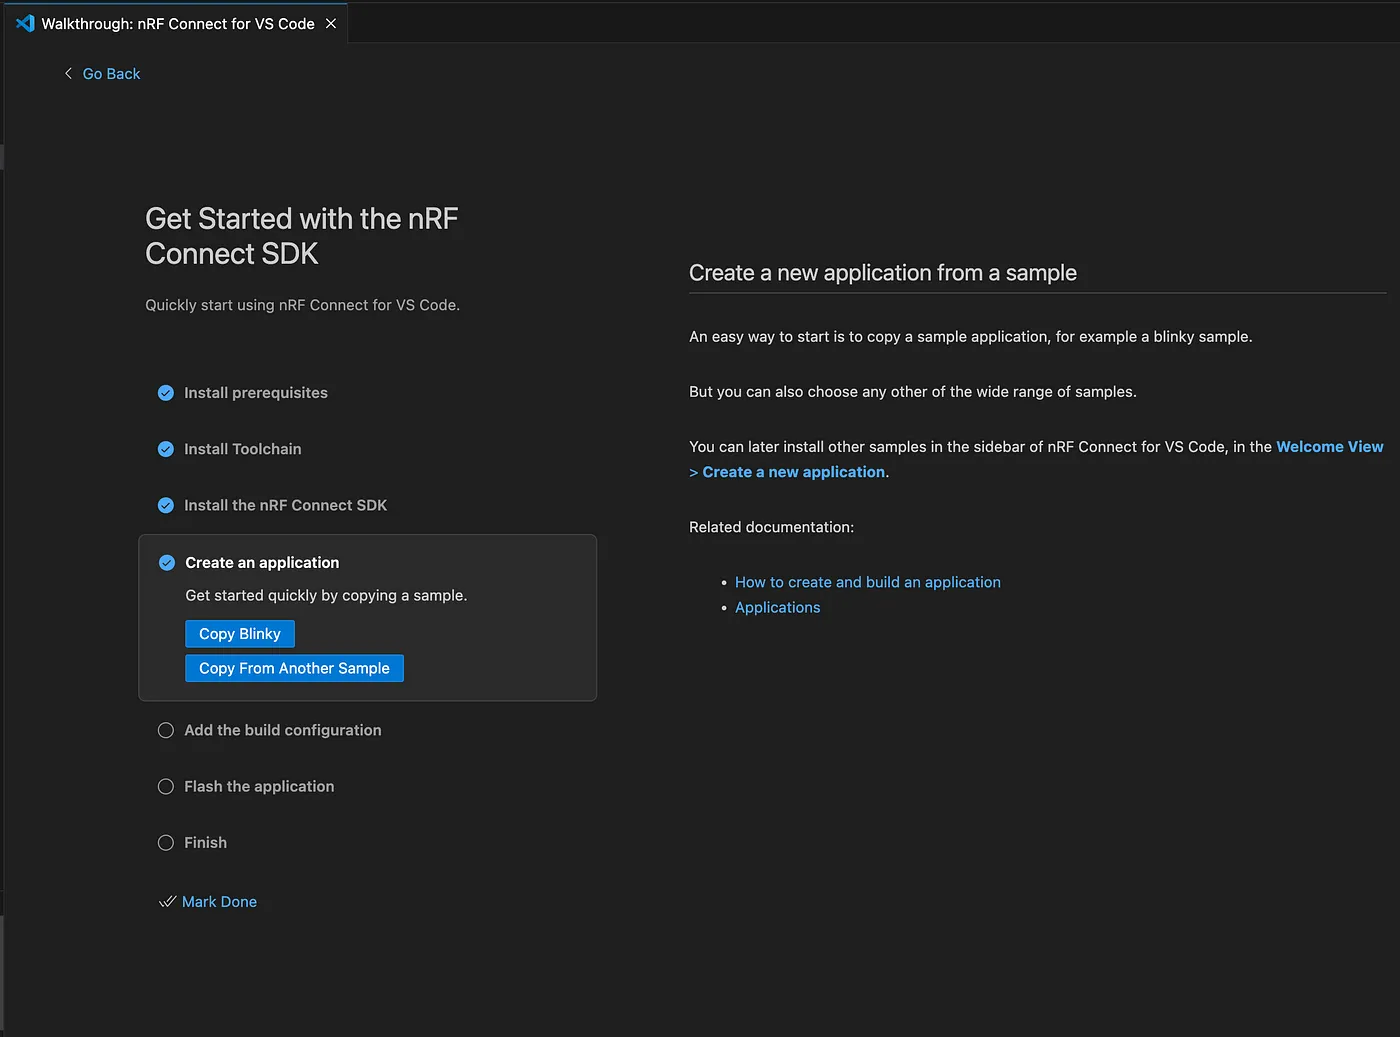 Walkthrough: nRF Connect for VS Code
Go Back
Get Started with the nRF
Connect SDK
Quickly start using nRF Connect for VS Code.
Install prerequisites
Install Toolchain
Install the nRF Connect SDK
Create an application
Get started quickly by copying a sample.
Copy Blinky
Copy From Another Sample
Add the build configuration
Flash the application
Finish
Mark Done
Create a new application from a sample
An easy way to start is to copy a sample application, for example a blinky sample.
But you can also choose any other of the wide range of samples.
You can later install other samples in the sidebar of nRF Connect for VS Code, in the Welcome View
> Create a new application.
Related documentation:
• How to create and build an application
• Applications